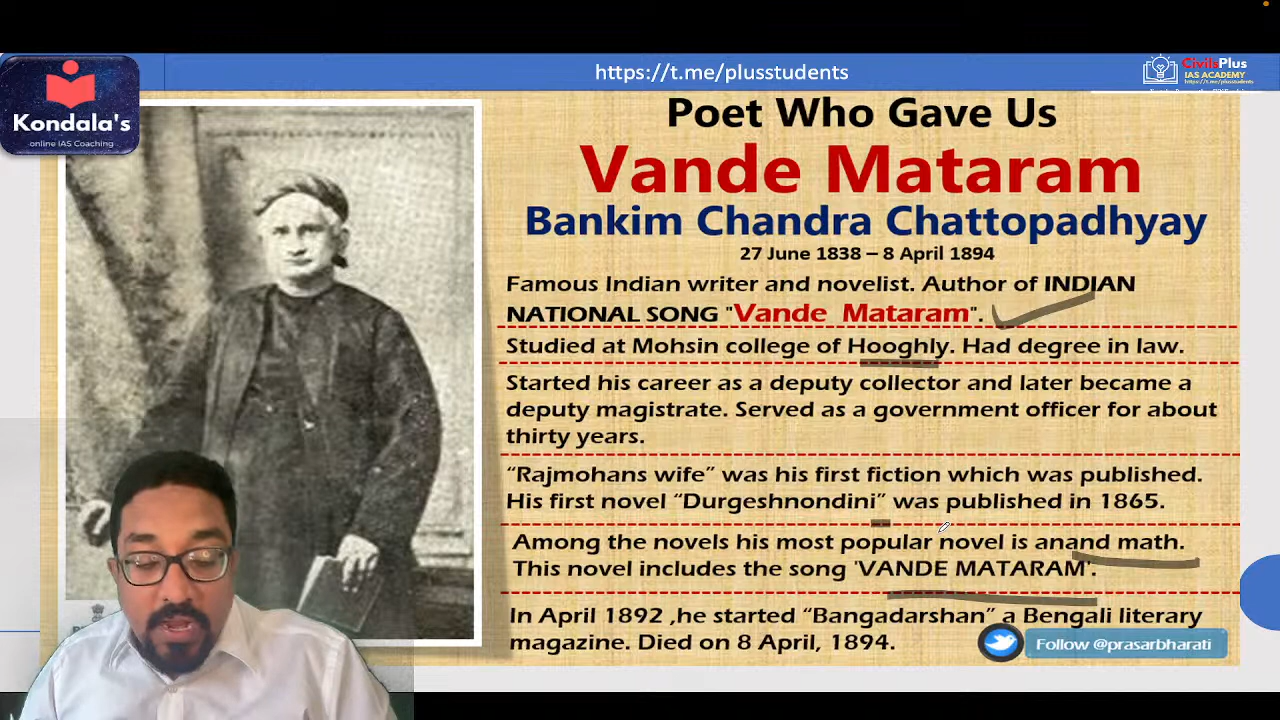 https://t.me/plusstudents
CivilsPlus
IAS ACADEMY
https://t.me/plusstudents
Kondala's
online IAS Coaching
Poet Who Gave Us
Vande Mataram
Bankim Chandra Chattopadhyay
27 June 1838 – 8 April 1894
Famous Indian writer and novelist. Author of INDIAN
NATIONAL SONG "Vande Mataram".
Studied at Mohsin college of Hooghly. Had degree in law.
Started his career as a deputy collector and later became a
deputy magistrate. Served as a government officer for about
thirty years.
“Rajmohans wife” was his first fiction which was published.
His first novel “Durgeshnondini” was published in 1865.
Among the novels his most popular novel is anand math.
This novel includes the song 'VANDE MATARAM'.
In April 1892 ,he started “Bangadarshan” a Bengali literary
magazine. Died on 8 April, 1894.
Follow @prasarbharati